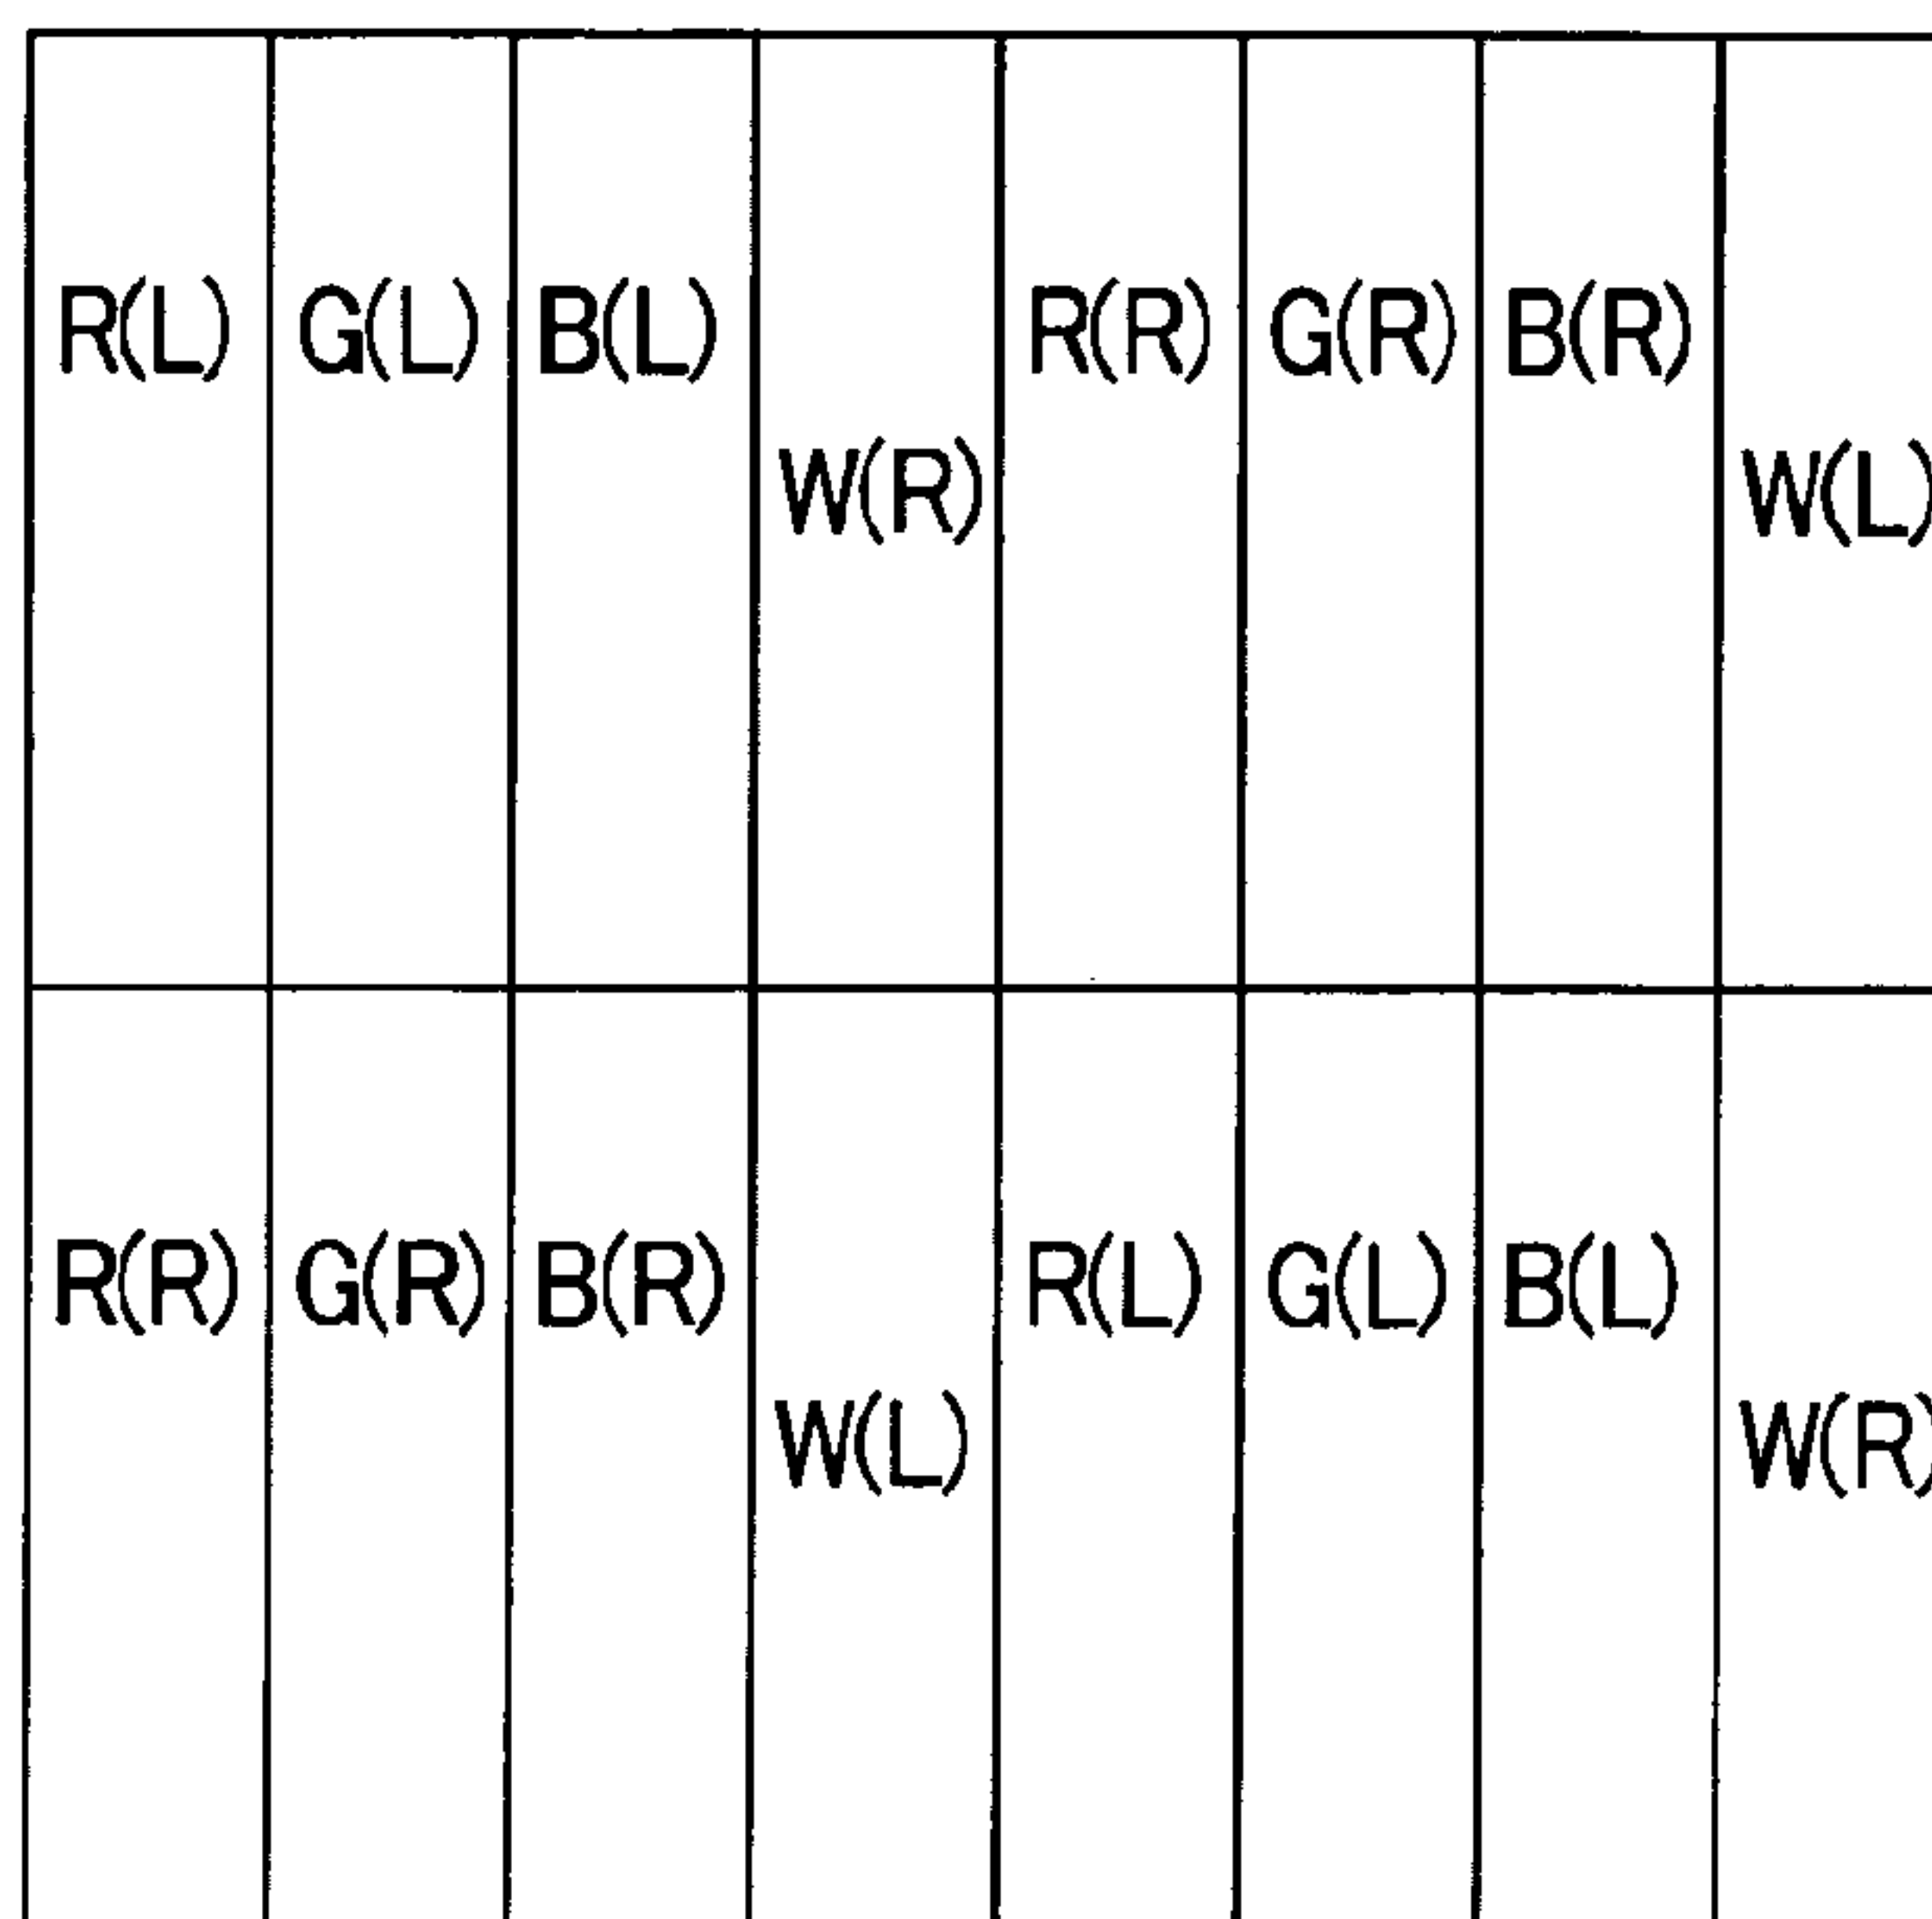 R(L) G(L) B(L) R(R) G(R) B(R)
W(R) W(L)
R(R) G(R) B(R) R(L) G(L) B(L)
W(L) W(R)